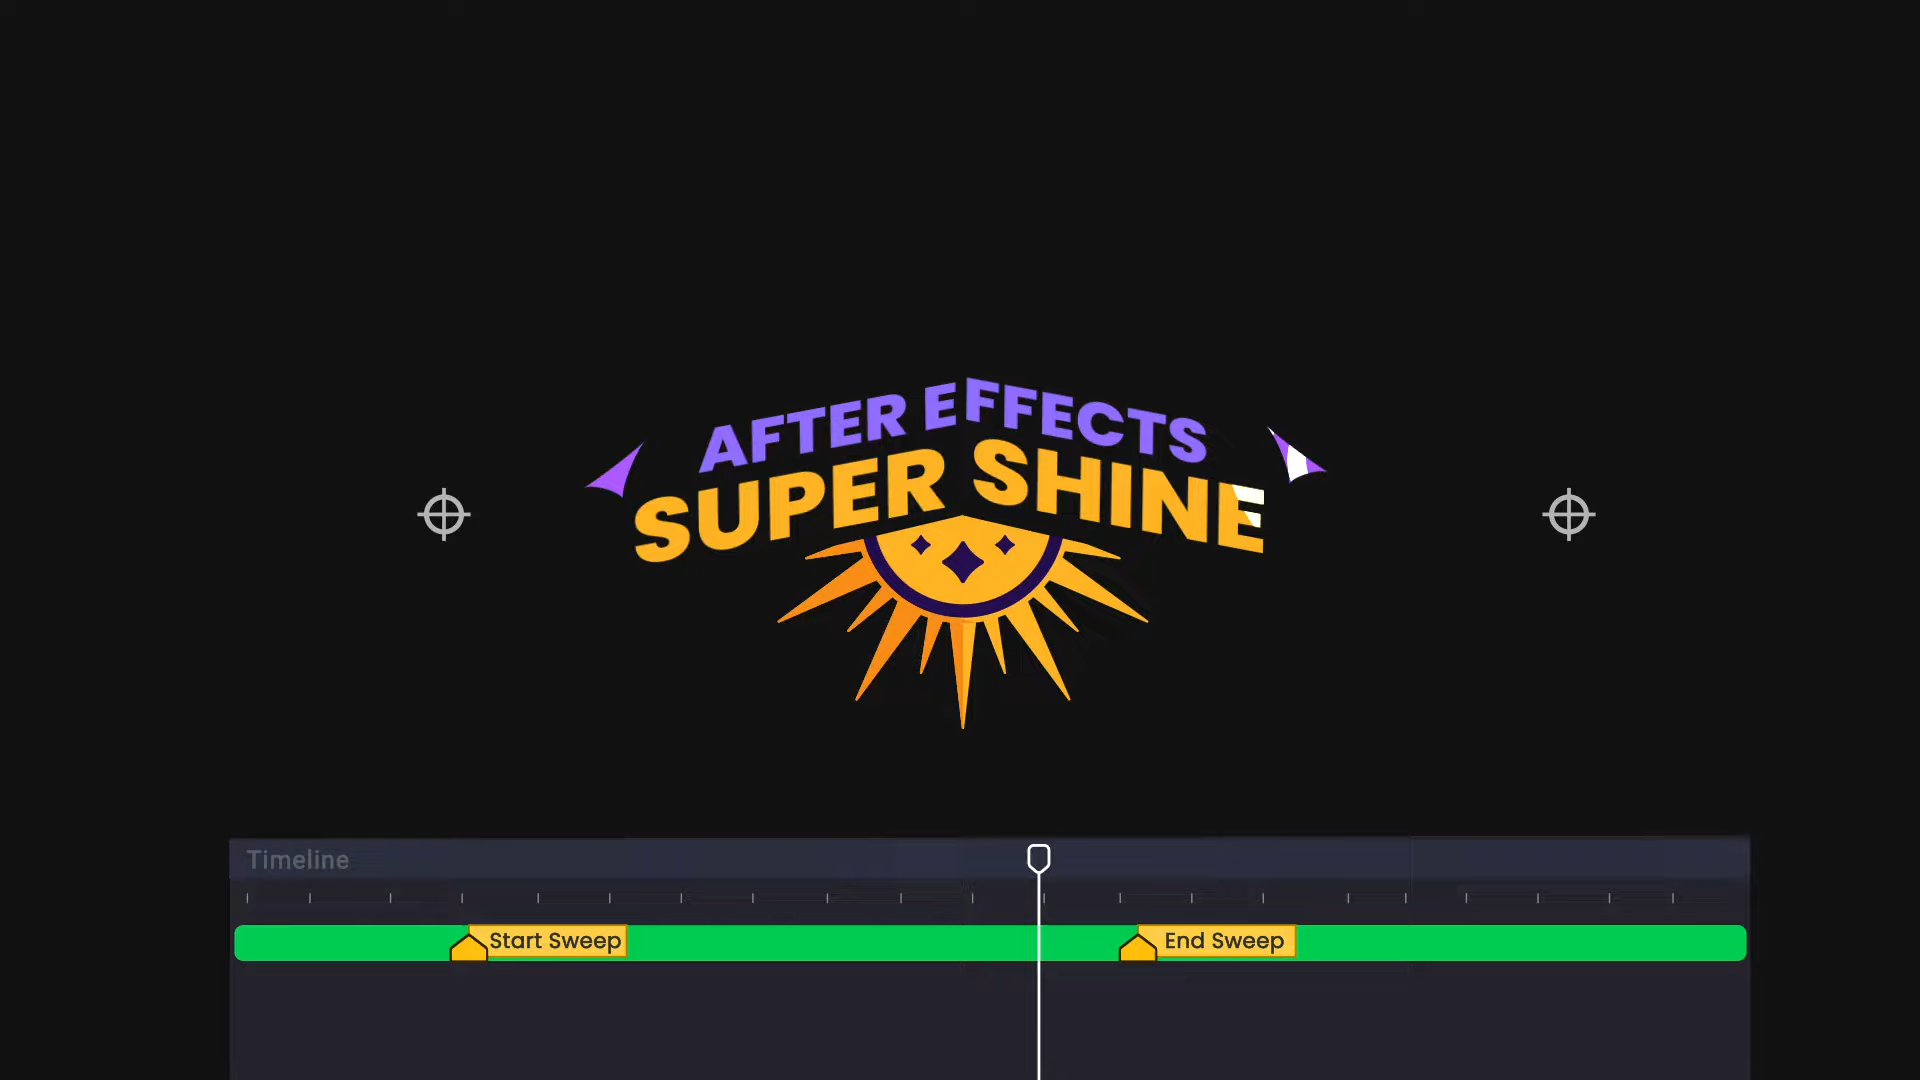 AFTER EFFECTS
SUPER SHINE
Timeline
Start Sweep
End Sweep